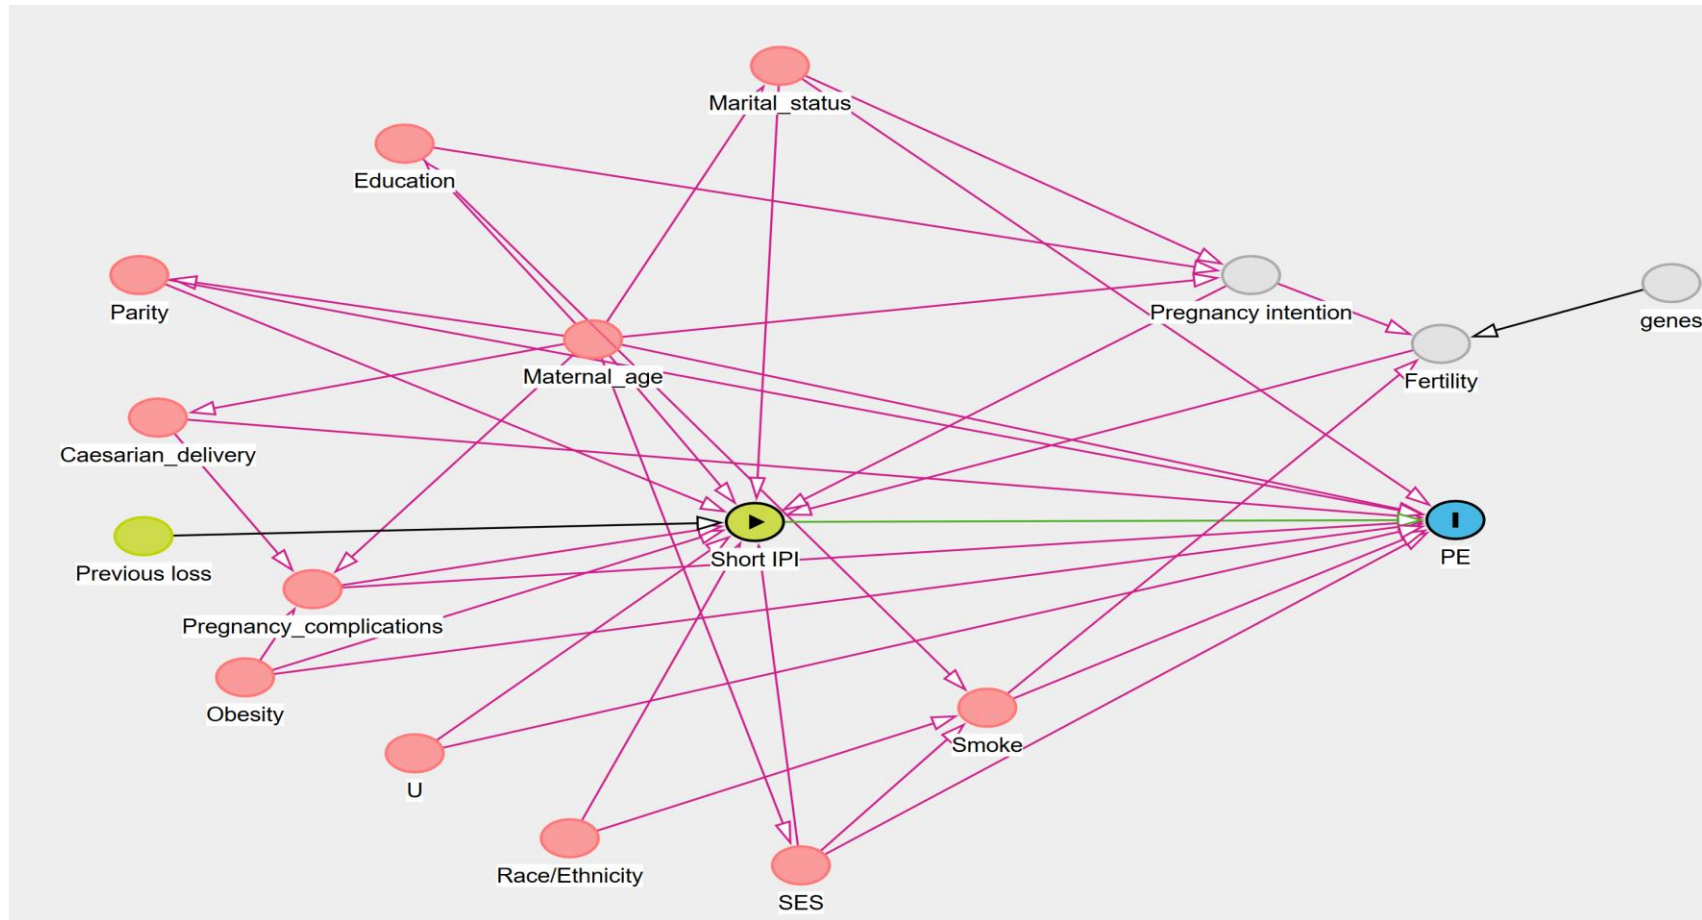 Marital_status
Education
Parity
Pregnancy intention
genes
Maternal_age
Fertility
Caesarian_delivery
Previous loss
Short IPI
PE
Pregnancy_complications
Obesity
Smoke
U
Race/Ethnicity
SES